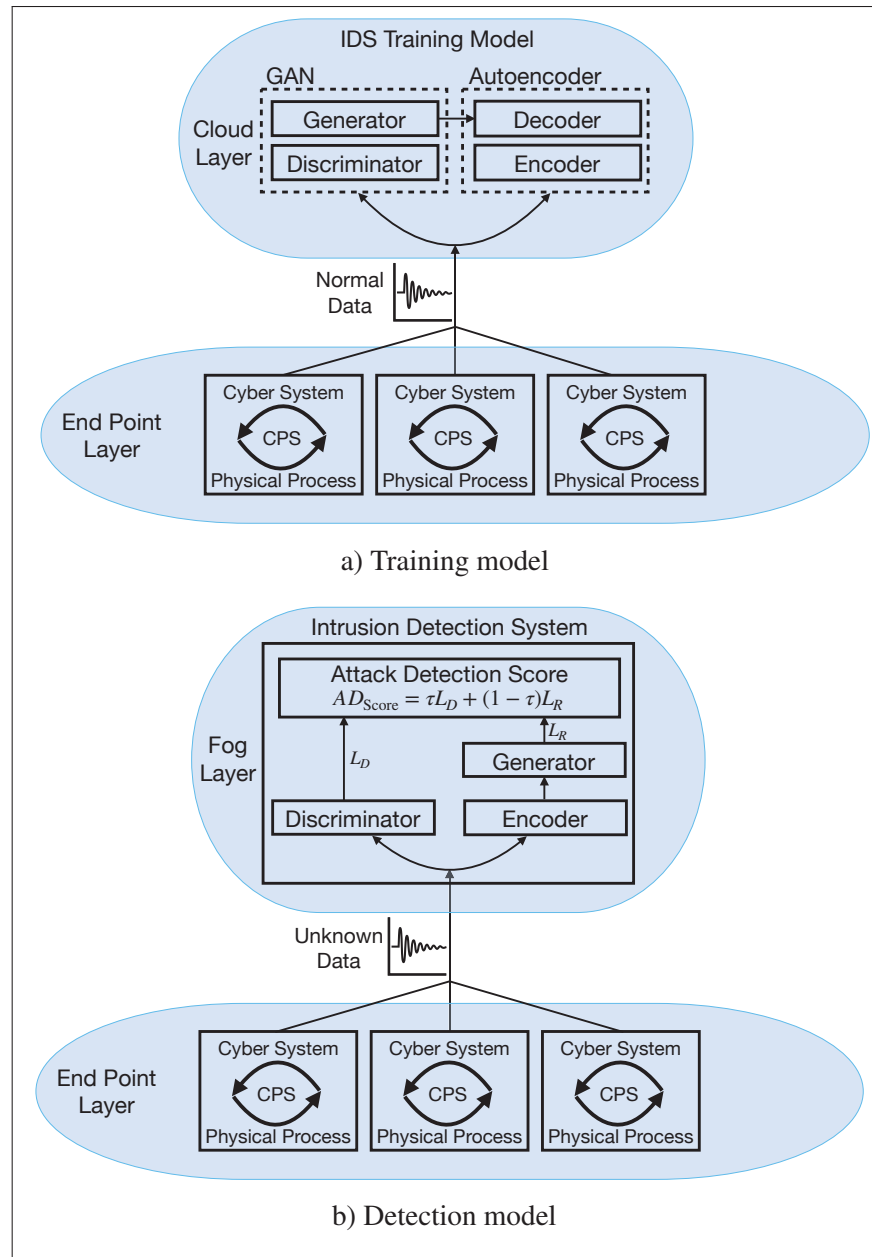 IDS Training Model
GAN
Autoencoder
Cloud
Layer
Generator
Decoder
Discriminator
Encoder
Normal
Data
End Point
Layer
Cyber System
CPS
Physical Process
Cyber System
CPS
Physical Process
Cyber System
CPS
Physical Process
a) Training model
Intrusion Detection System
Attack Detection Score
AD_Score = τL_D + (1 − τ)L_R
Fog
Layer
L_D
L_R
Generator
Discriminator
Encoder
Unknown
Data
End Point
Layer
Cyber System
CPS
Physical Process
Cyber System
CPS
Physical Process
Cyber System
CPS
Physical Process
b) Detection model